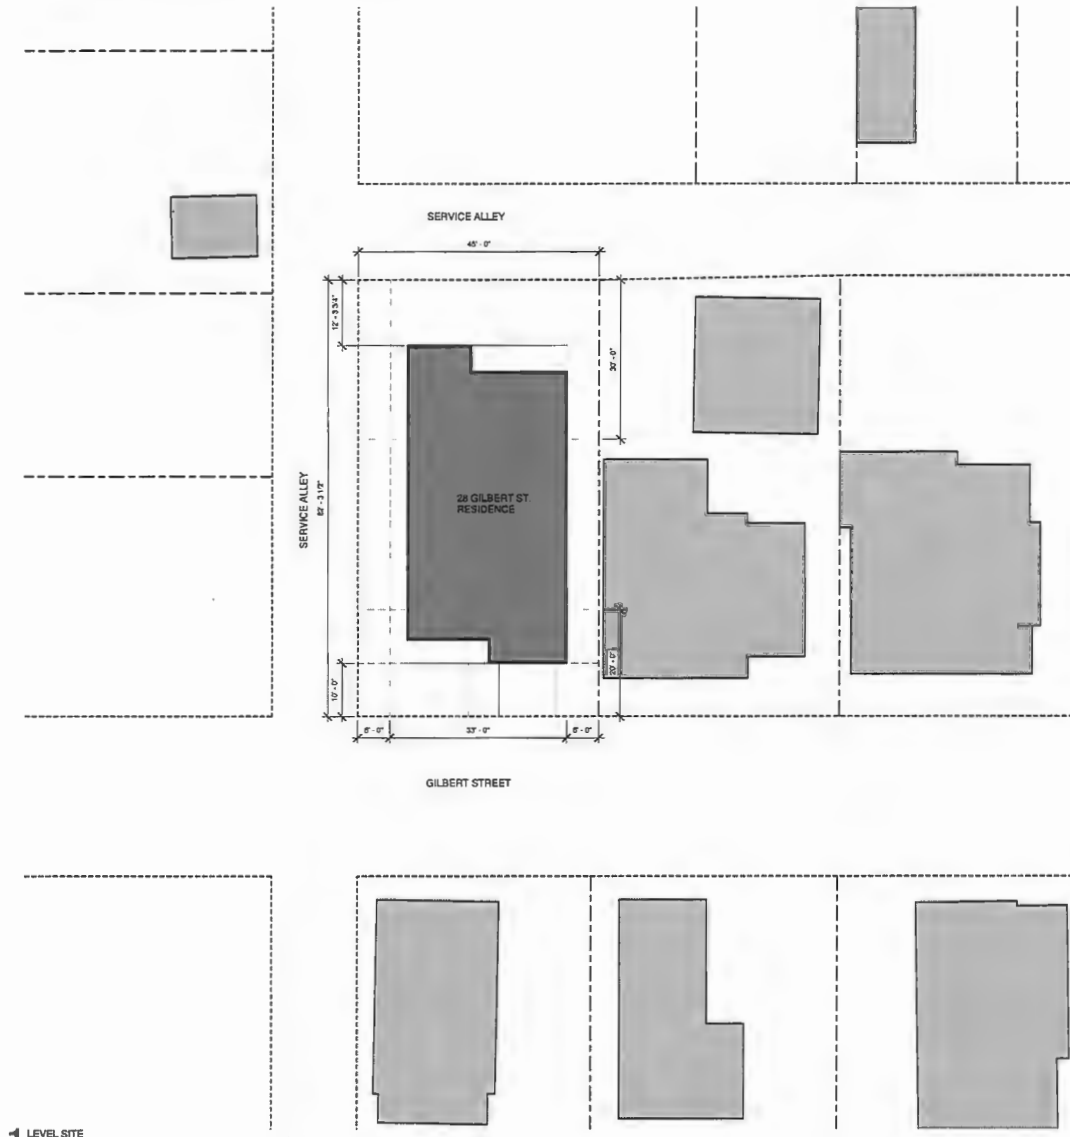 SERVICE ALLEY
45' - 0"
12' - 3 3/4"
30' - 0"
SERVICE ALLEY
82' - 3 1/2"
28 GILBERT ST.
RESIDENCE
20' - 0"
10' - 0"
6' - 0"
33' - 0"
6' - 0"
GILBERT STREET
LEVEL SITE